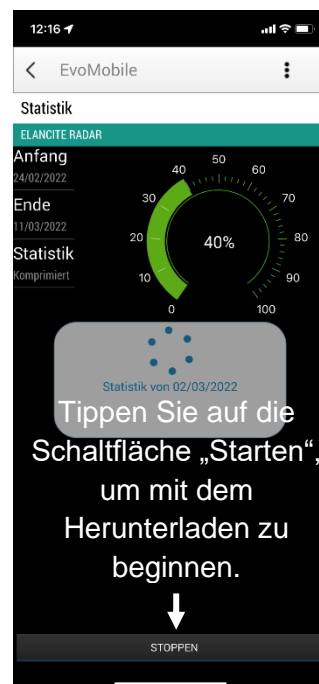 12:16
EvoMobile
Statistik
ELANCITE RADAR
Anfang
24/02/2022
Ende
11/03/2022
Statistik
Komprimiert
0
10
20
30
40
50
60
70
80
90
100
40%
Statistik von 02/03/2022
Tippen Sie auf die
Schaltfläche „Starten“,
um mit dem
Herunterladen zu
beginnen.
STOPPEN